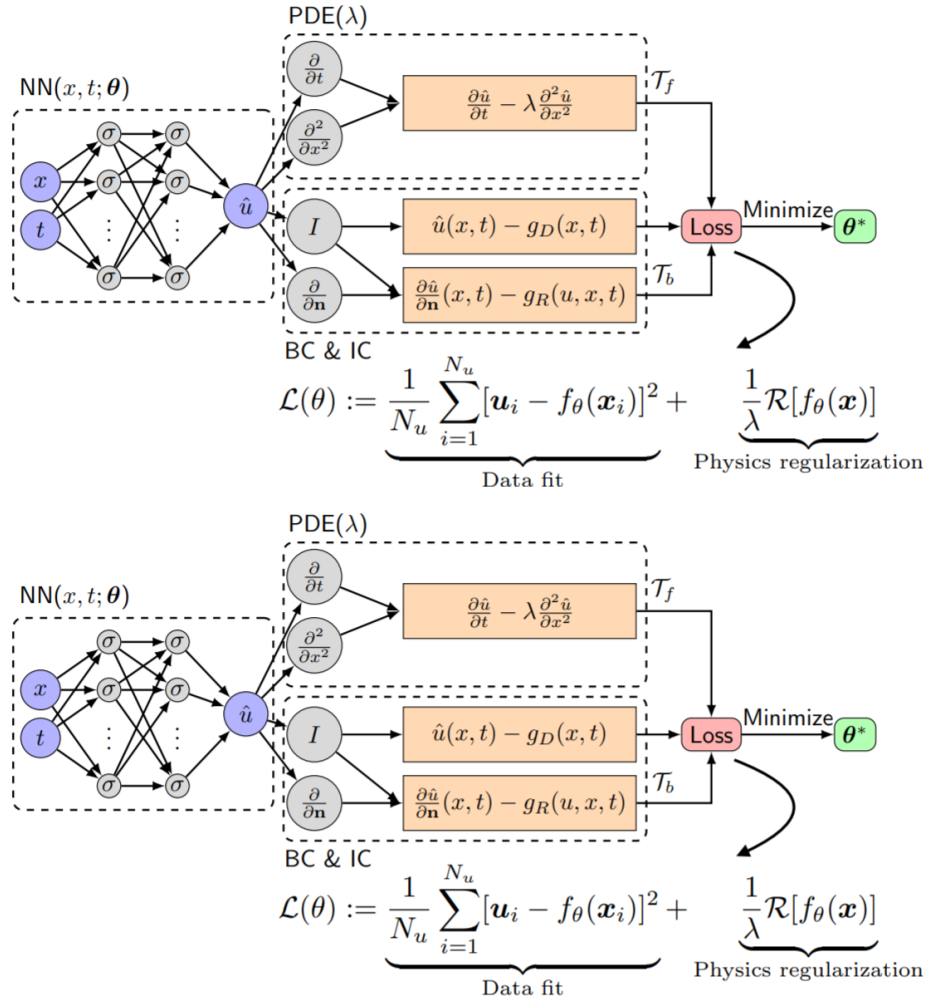 PDE(λ)
NN(x, t; θ)
∂/∂t
∂²/∂x²
∂û/∂t − λ ∂²û/∂x²
𝒯_f
σ σ
x σ σ
t
û
⋮ ⋮
σ σ
I
û(x, t) − g_D(x, t)
Loss
Minimize
θ*
∂/∂n
∂û/∂n(x, t) − g_R(u, x, t)
𝒯_b
BC & IC
ℒ(θ) := 1/N_u ∑_{i=1}^{N_u} [u_i − f_θ(x_i)]² + 1/λ ℛ[f_θ(x)]
Data fit
Physics regularization
PDE(λ)
NN(x, t; θ)
∂/∂t
∂²/∂x²
∂û/∂t − λ ∂²û/∂x²
𝒯_f
σ σ
x σ σ
t
û
⋮ ⋮
σ σ
I
û(x, t) − g_D(x, t)
Loss
Minimize
θ*
∂/∂n
∂û/∂n(x, t) − g_R(u, x, t)
𝒯_b
BC & IC
ℒ(θ) := 1/N_u ∑_{i=1}^{N_u} [u_i − f_θ(x_i)]² + 1/λ ℛ[f_θ(x)]
Data fit
Physics regularization